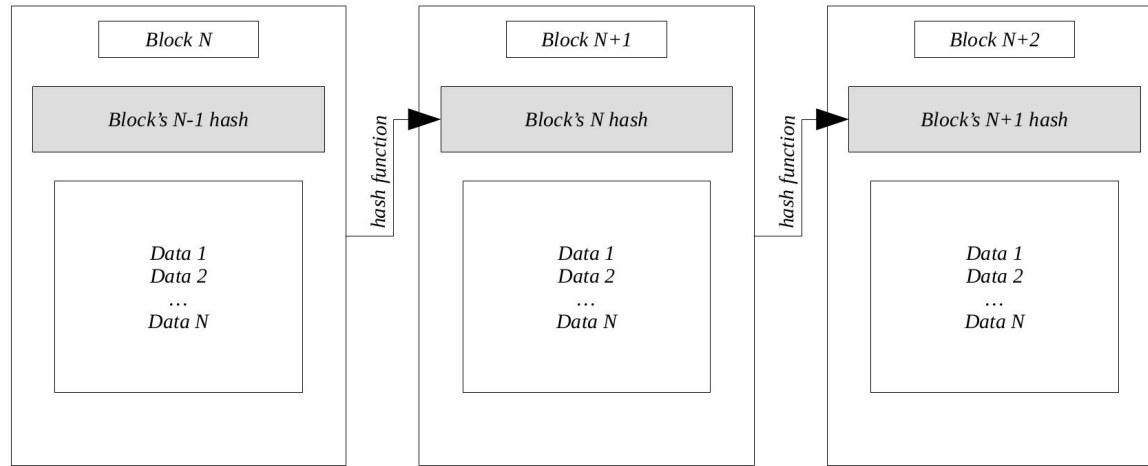 Block N
Block’s N-1 hash
Data 1
Data 2
…
Data N
hash function
Block N+1
Block’s N hash
Data 1
Data 2
…
Data N
hash function
Block N+2
Block’s N+1 hash
Data 1
Data 2
…
Data N